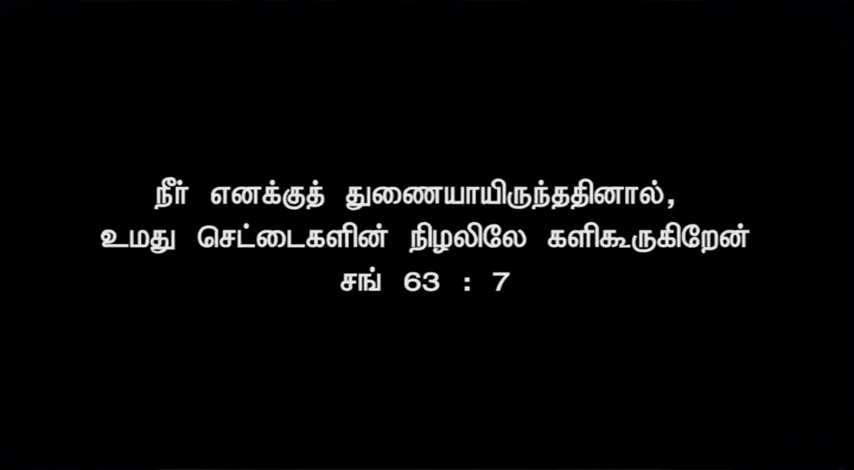 நீர் எனக்குத் துணையாயிருந்ததினால்,
உமது செட்டைகளின் நிழலிலே களிகூருகிறேன்
சங் 63 : 7